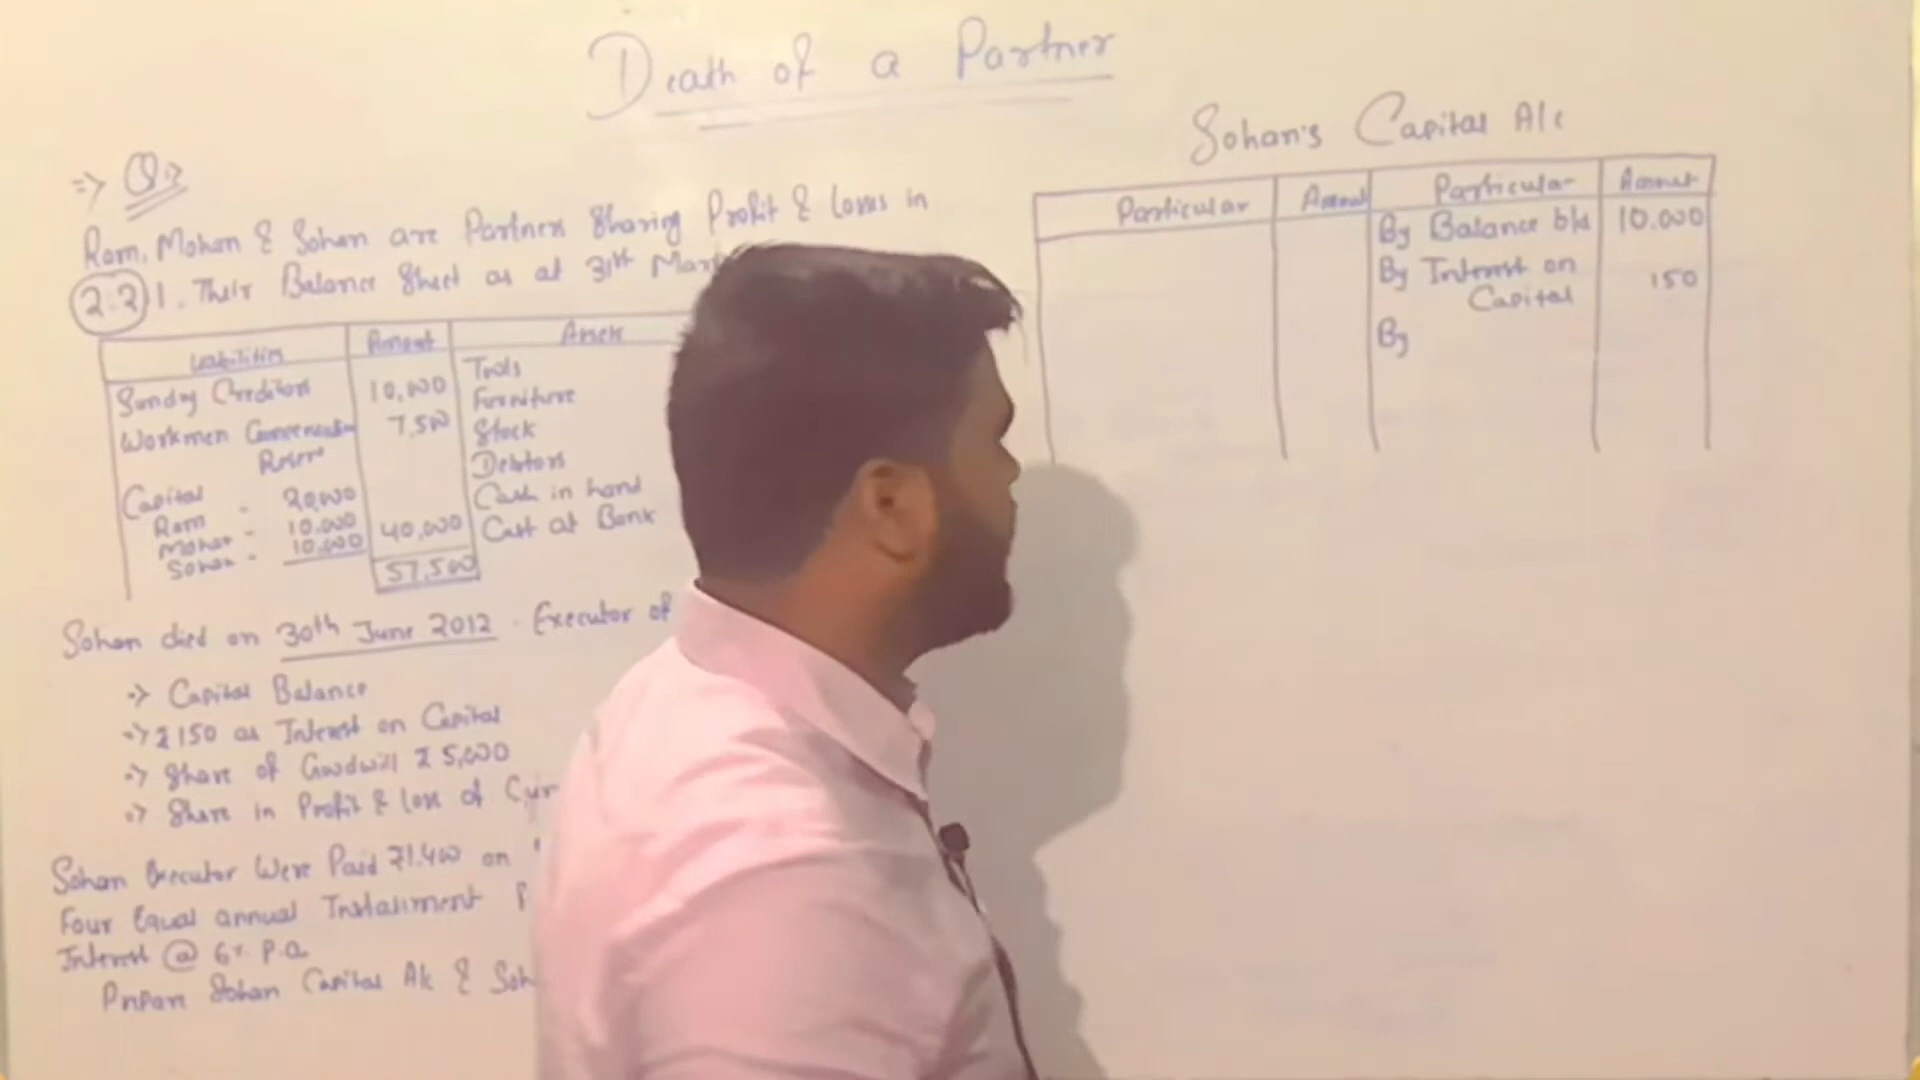 Death of a Partner
=> Q:->
Ram, Mohan & Sohan are Partners Sharing Profit & Losses in
2:2:1. Their Balance Sheet as at 31st
Liabilities Amount Assets
Sundry Creditors 10,000 Tools
Furniture
Workmen Compensation Reserve 7,500 Stock
Debtors
Capital Cash in hand
Ram - 20,000 Cash at Bank
Mohan - 10,000
Sohan - 10,000 40,000
57,500
Sohan died on 30th June 2012. Executor of
=> Capital Balance
=> ₹150 as Interest on Capital
=> Share of Goodwill ₹ 5,000
=> Share in Profit & Loss of
Sohan Executor Were Paid ₹1,400 on
Four Equal annual Installment
Interest @ 6% P.a.
Prepare Sohan Capital A/c &
Sohan's Capital A/c
Particular Amount Particular Amount
By Balance b/d 10,000
By Interest on Capital 150
By